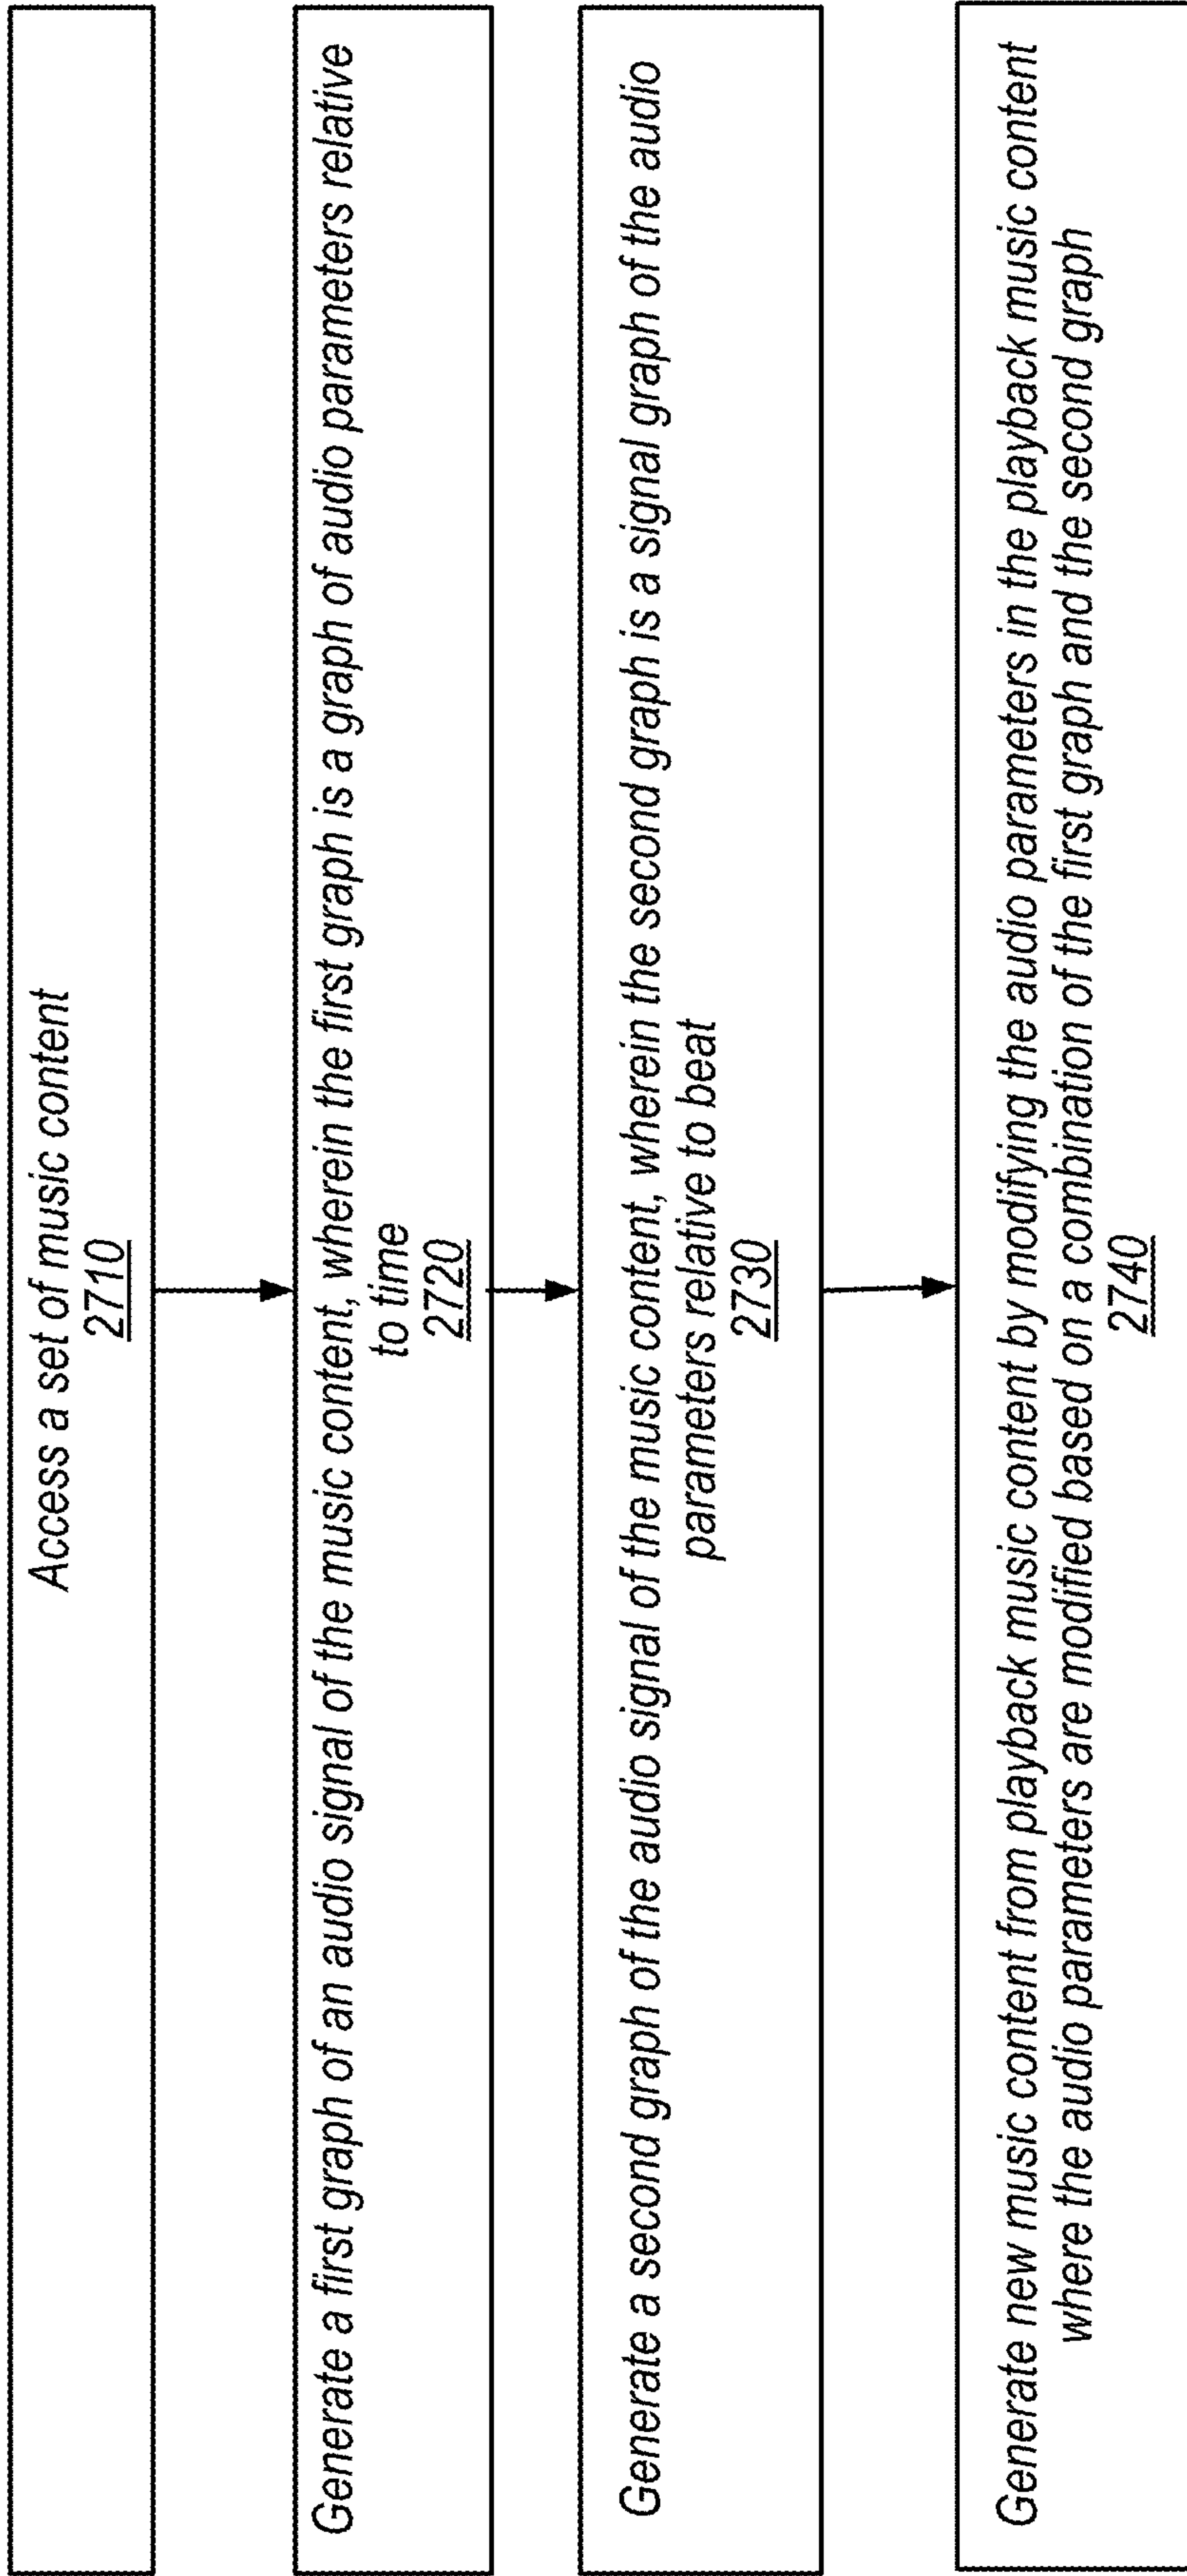 Access a set of music content
2710
Generate a first graph of an audio signal of the music content, wherein the first graph is a graph of audio parameters relative
to time
2720
Generate a second graph of the audio signal of the music content, wherein the second graph is a signal graph of the audio
parameters relative to beat
2730
Generate new music content from playback music content by modifying the audio parameters in the playback music content
where the audio parameters are modified based on a combination of the first graph and the second graph
2740